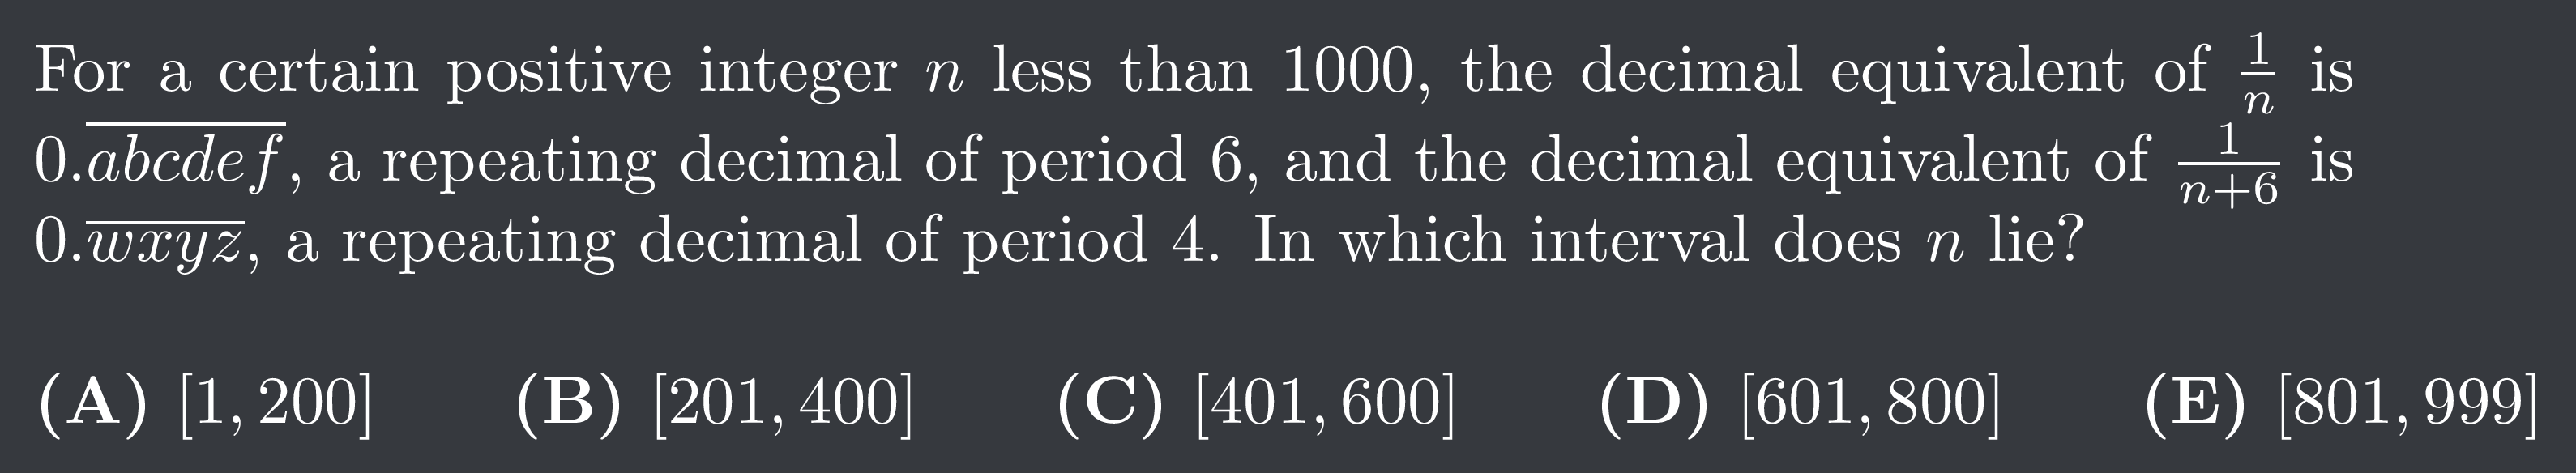 For a certain positive integer n less than 1000, the decimal equivalent of $\frac{1}{n}$ is
$0.\overline{abcdef}$, a repeating decimal of period 6, and the decimal equivalent of $\frac{1}{n+6}$ is
$0.\overline{wxyz}$, a repeating decimal of period 4. In which interval does n lie?
(A) [1, 200] (B) [201, 400] (C) [401, 600] (D) [601, 800] (E) [801, 999]